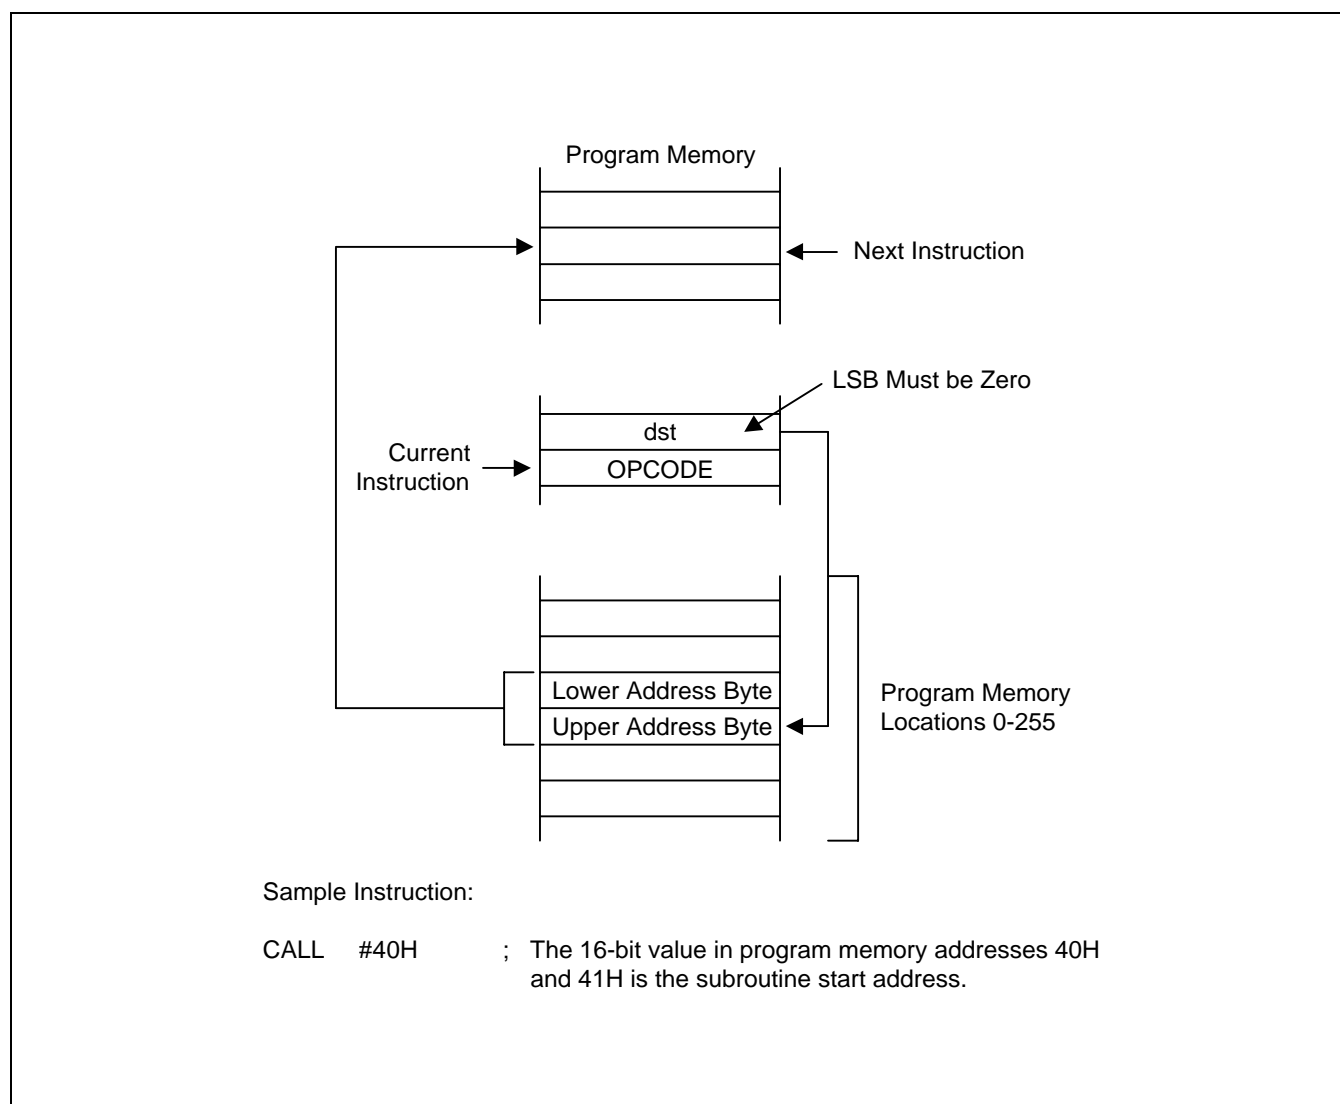 Program Memory
Next Instruction
LSB Must be Zero
dst
Current
Instruction
OPCODE
Lower Address Byte
Upper Address Byte
Program Memory
Locations 0-255
Sample Instruction:
CALL #40H ; The 16-bit value in program memory addresses 40H
and 41H is the subroutine start address.